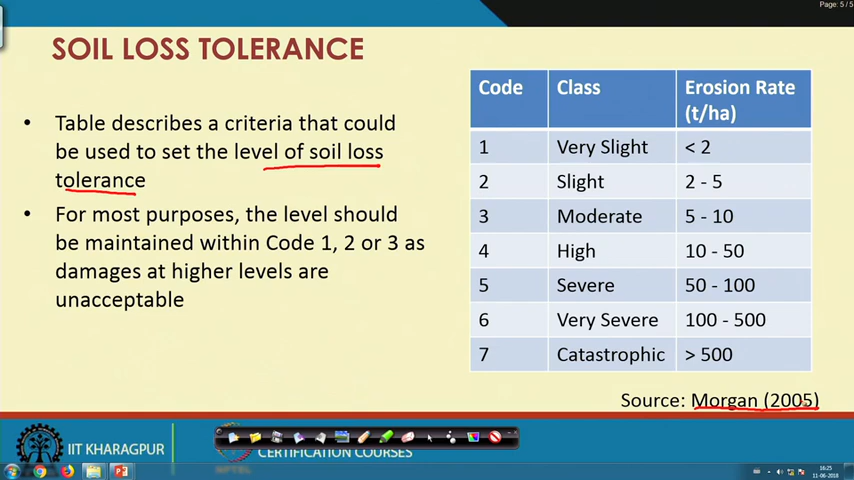 Page: 5 / 5
SOIL LOSS TOLERANCE
• Table describes a criteria that could
be used to set the level of soil loss
tolerance
• For most purposes, the level should
be maintained within Code 1, 2 or 3 as
damages at higher levels are
unacceptable
Code Class Erosion Rate
(t/ha)
1 Very Slight < 2
2 Slight 2 - 5
3 Moderate 5 - 10
4 High 10 - 50
5 Severe 50 - 100
6 Very Severe 100 - 500
7 Catastrophic > 500
Source: Morgan (2005)
IIT KHARAGPUR
CERTIFICATION COURSES
16:25
11-06-2018